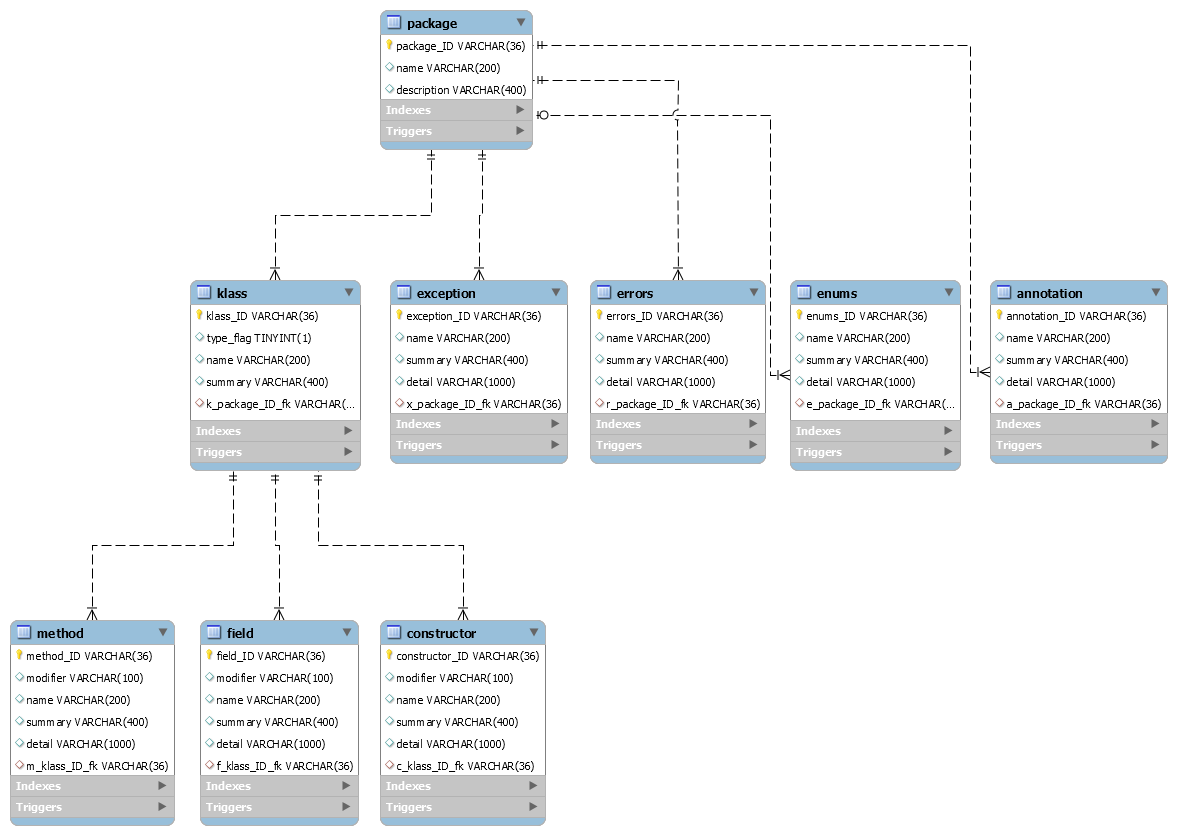 package
package_ID VARCHAR(36)
name VARCHAR(200)
description VARCHAR(400)
Indexes
Triggers
klass
klass_ID VARCHAR(36)
type_flag TINYINT(1)
name VARCHAR(200)
summary VARCHAR(400)
k_package_ID_fk VARCHAR(...
Indexes
Triggers
exception
exception_ID VARCHAR(36)
name VARCHAR(200)
summary VARCHAR(400)
detail VARCHAR(1000)
x_package_ID_fk VARCHAR(36)
Indexes
Triggers
errors
errors_ID VARCHAR(36)
name VARCHAR(200)
summary VARCHAR(400)
detail VARCHAR(1000)
r_package_ID_fk VARCHAR(36)
Indexes
Triggers
enums
enums_ID VARCHAR(36)
name VARCHAR(200)
summary VARCHAR(400)
detail VARCHAR(1000)
e_package_ID_fk VARCHAR(...
Indexes
Triggers
annotation
annotation_ID VARCHAR(36)
name VARCHAR(200)
summary VARCHAR(400)
detail VARCHAR(1000)
a_package_ID_fk VARCHAR(36)
Indexes
Triggers
method
method_ID VARCHAR(36)
modifier VARCHAR(100)
name VARCHAR(200)
summary VARCHAR(400)
detail VARCHAR(1000)
m_klass_ID_fk VARCHAR(36)
Indexes
Triggers
field
field_ID VARCHAR(36)
modifier VARCHAR(100)
name VARCHAR(200)
summary VARCHAR(400)
detail VARCHAR(1000)
f_klass_ID_fk VARCHAR(36)
Indexes
Triggers
constructor
constructor_ID VARCHAR(36)
modifier VARCHAR(100)
name VARCHAR(200)
summary VARCHAR(400)
detail VARCHAR(1000)
c_klass_ID_fk VARCHAR(36)
Indexes
Triggers